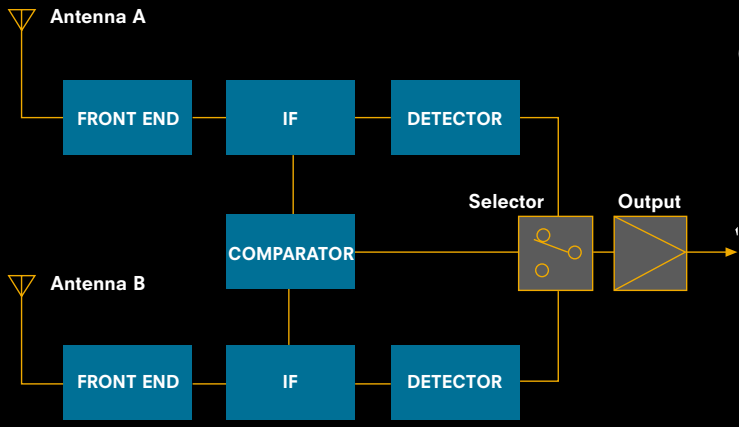 Antenna A
FRONT END
IF
DETECTOR
Selector
Output
COMPARATOR
Antenna B
FRONT END
IF
DETECTOR